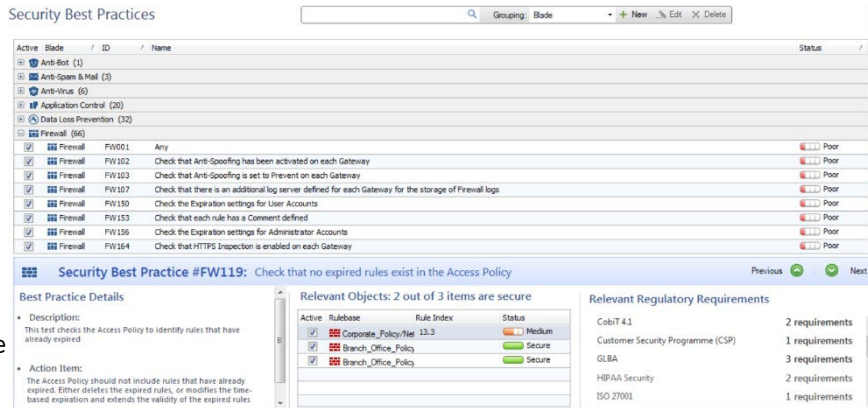 Security Best Practices
Grouping: Blade New Edit Delete
Active Blade / ID / Name Status /
Anti-Bot (1)
Anti-Spam & Mail (3)
Anti-Virus (6)
Application Control (20)
Data Loss Prevention (32)
Firewall (66)
Firewall FW001 Any Poor
Firewall FW102 Check that Anti-Spoofing has been activated on each Gateway Poor
Firewall FW103 Check that Anti-Spoofing is set to Prevent on each Gateway Poor
Firewall FW107 Check that there is an additional log server defined for each Gateway for the storage of Firewall logs Poor
Firewall FW150 Check the Expiration settings for User Accounts Poor
Firewall FW153 Check that each rule has a Comment defined Poor
Firewall FW156 Check the Expiration settings for Administrator Accounts Poor
Firewall FW164 Check that HTTPS Inspection is enabled on each Gateway Poor
Security Best Practice #FW119: Check that no expired rules exist in the Access Policy Previous Next
Best Practice Details
• Description:
This test checks the Access Policy to identify rules that have
already expired
e
• Action Item:
The Access Policy should not include rules that have already
expired. Either deletes the expired rules, or modifies the time-
based expiration and extends the validity of the expired rules
Relevant Objects: 2 out of 3 items are secure
Active Rulebase Rule Index Status
Corporate_Policy/Net 13.3 Medium
Branch_Office_Policy Secure
Branch_Office_Policy Secure
Relevant Regulatory Requirements
CobiT 4.1 2 requirements
Customer Security Programme (CSP) 1 requirements
GLBA 3 requirements
HIPAA Security 2 requirements
ISO 27001 1 requirements